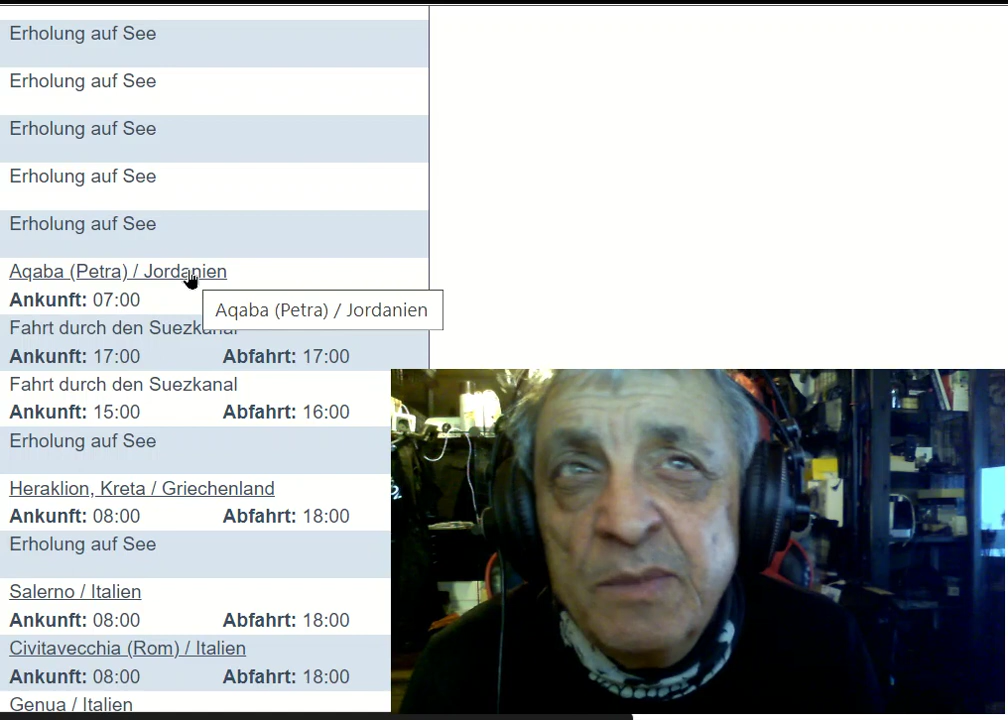 Erholung auf See
Erholung auf See
Erholung auf See
Erholung auf See
Erholung auf See
Aqaba (Petra) / Jordanien
Ankunft: 07:00
Aqaba (Petra) / Jordanien
Fahrt durch den Suezkanal
Ankunft: 17:00 Abfahrt: 17:00
Fahrt durch den Suezkanal
Ankunft: 15:00 Abfahrt: 16:00
Erholung auf See
Heraklion, Kreta / Griechenland
Ankunft: 08:00 Abfahrt: 18:00
Erholung auf See
Salerno / Italien
Ankunft: 08:00 Abfahrt: 18:00
Civitavecchia (Rom) / Italien
Ankunft: 08:00 Abfahrt: 18:00
Genua / Italien